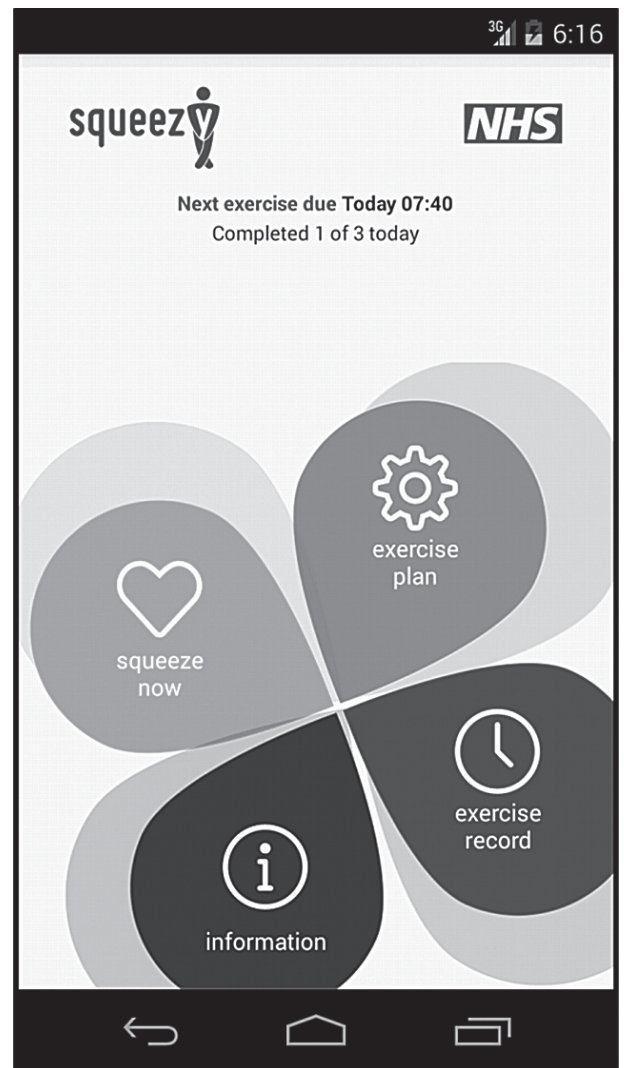 3G 6:16
squeezy NHS
Next exercise due Today 07:40
Completed 1 of 3 today
exercise
plan
squeeze
now
exercise
record
information